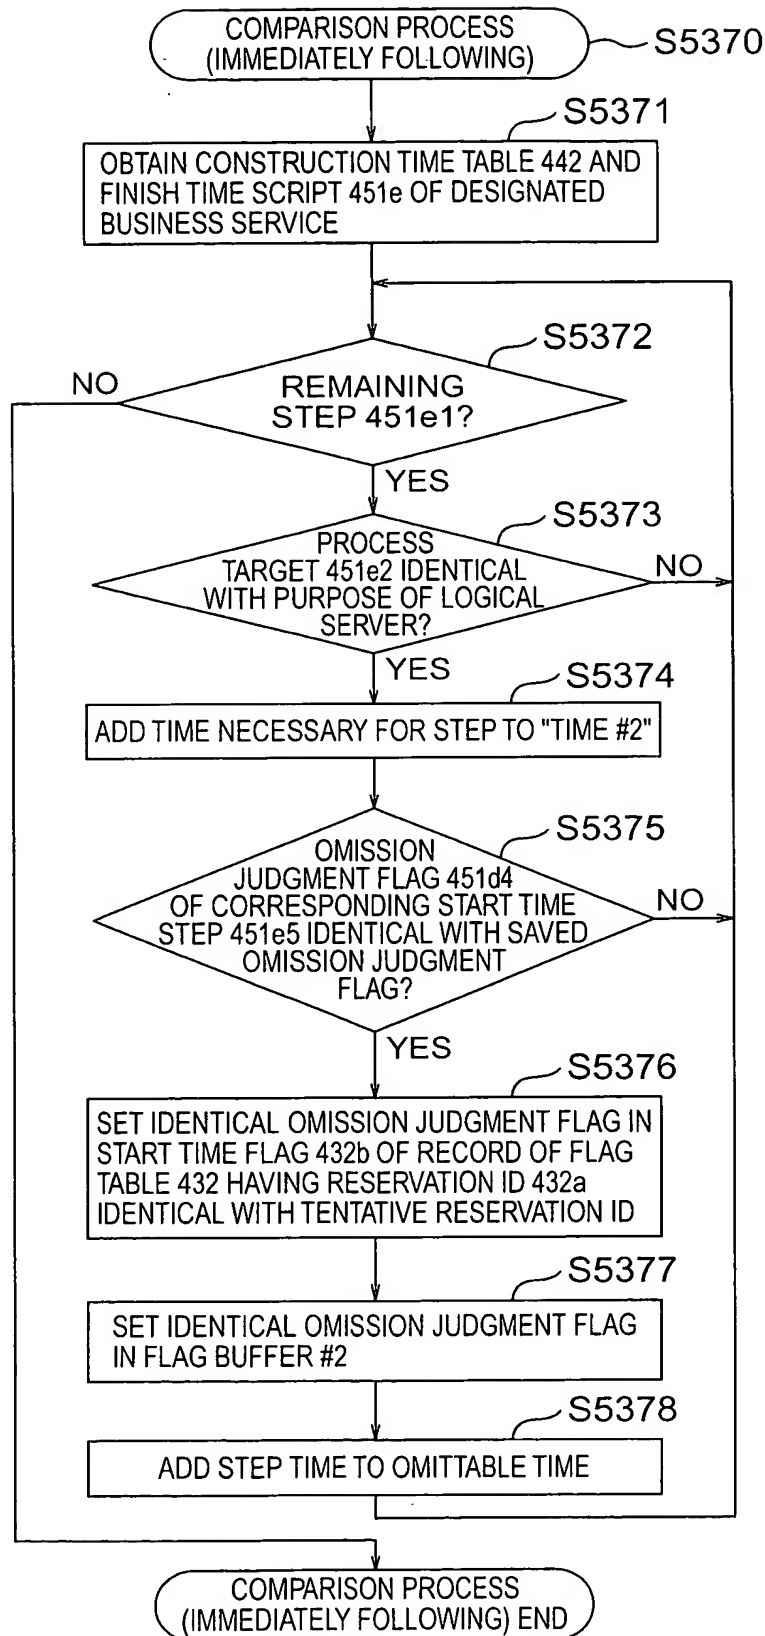 COMPARISON PROCESS
(IMMEDIATELY FOLLOWING)
S5370
S5371
OBTAIN CONSTRUCTION TIME TABLE 442 AND
FINISH TIME SCRIPT 451e OF DESIGNATED
BUSINESS SERVICE
S5372
NO
REMAINING
STEP 451e1?
YES
S5373
PROCESS
TARGET 451e2 IDENTICAL
WITH PURPOSE OF LOGICAL
SERVER?
NO
YES
S5374
ADD TIME NECESSARY FOR STEP TO "TIME #2"
S5375
OMISSION
JUDGMENT FLAG 451d4
OF CORRESPONDING START TIME
STEP 451e5 IDENTICAL WITH SAVED
OMISSION JUDGMENT
FLAG?
NO
YES
S5376
SET IDENTICAL OMISSION JUDGMENT FLAG IN
START TIME FLAG 432b OF RECORD OF FLAG
TABLE 432 HAVING RESERVATION ID 432a
IDENTICAL WITH TENTATIVE RESERVATION ID
S5377
SET IDENTICAL OMISSION JUDGMENT FLAG
IN FLAG BUFFER #2
S5378
ADD STEP TIME TO OMITTABLE TIME
COMPARISON PROCESS
(IMMEDIATELY FOLLOWING) END